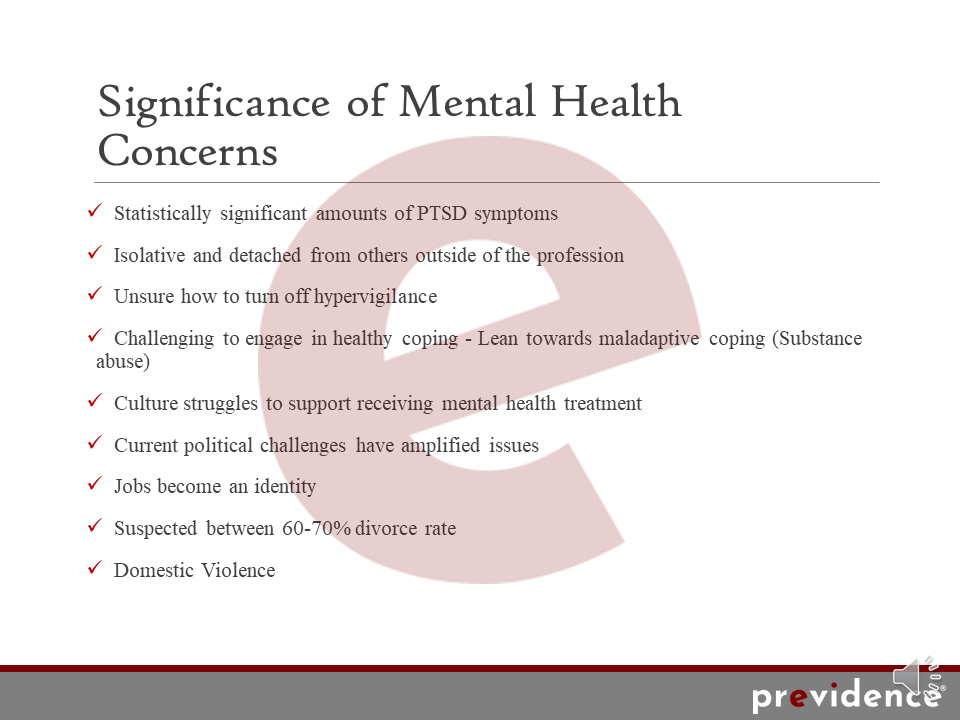 Significance of Mental Health
Concerns
✓ Statistically significant amounts of PTSD symptoms
✓ Isolative and detached from others outside of the profession
✓ Unsure how to turn off hypervigilance
✓ Challenging to engage in healthy coping - Lean towards maladaptive coping (Substance
abuse)
✓ Culture struggles to support receiving mental health treatment
✓ Current political challenges have amplified issues
✓ Jobs become an identity
✓ Suspected between 60-70% divorce rate
✓ Domestic Violence
e
previdence®